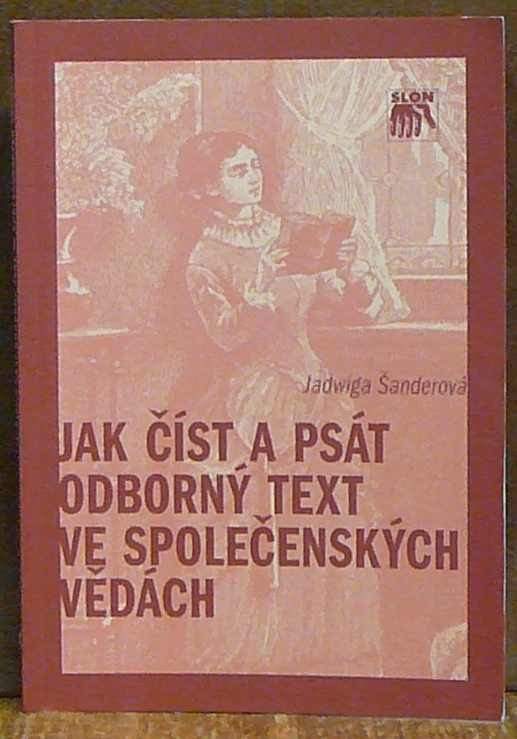 SLON
Jadwiga Šanderová
JAK ČÍST A PSÁT
ODBORNÝ TEXT
VE SPOLEČENSKÝCH
VĚDÁCH